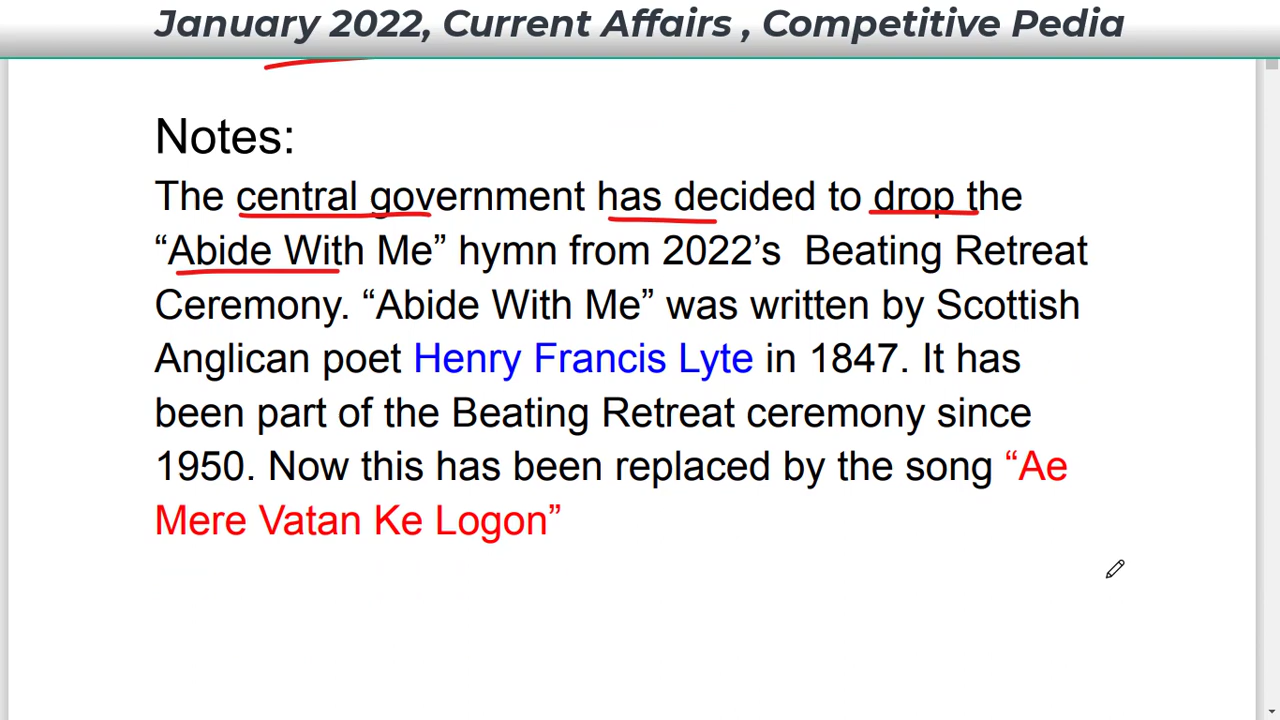 January 2022, Current Affairs , Competitive Pedia
Notes:
The central government has decided to drop the
“Abide With Me” hymn from 2022’s  Beating Retreat
Ceremony. “Abide With Me” was written by Scottish
Anglican poet Henry Francis Lyte in 1847. It has
been part of the Beating Retreat ceremony since
1950. Now this has been replaced by the song “Ae
Mere Vatan Ke Logon”